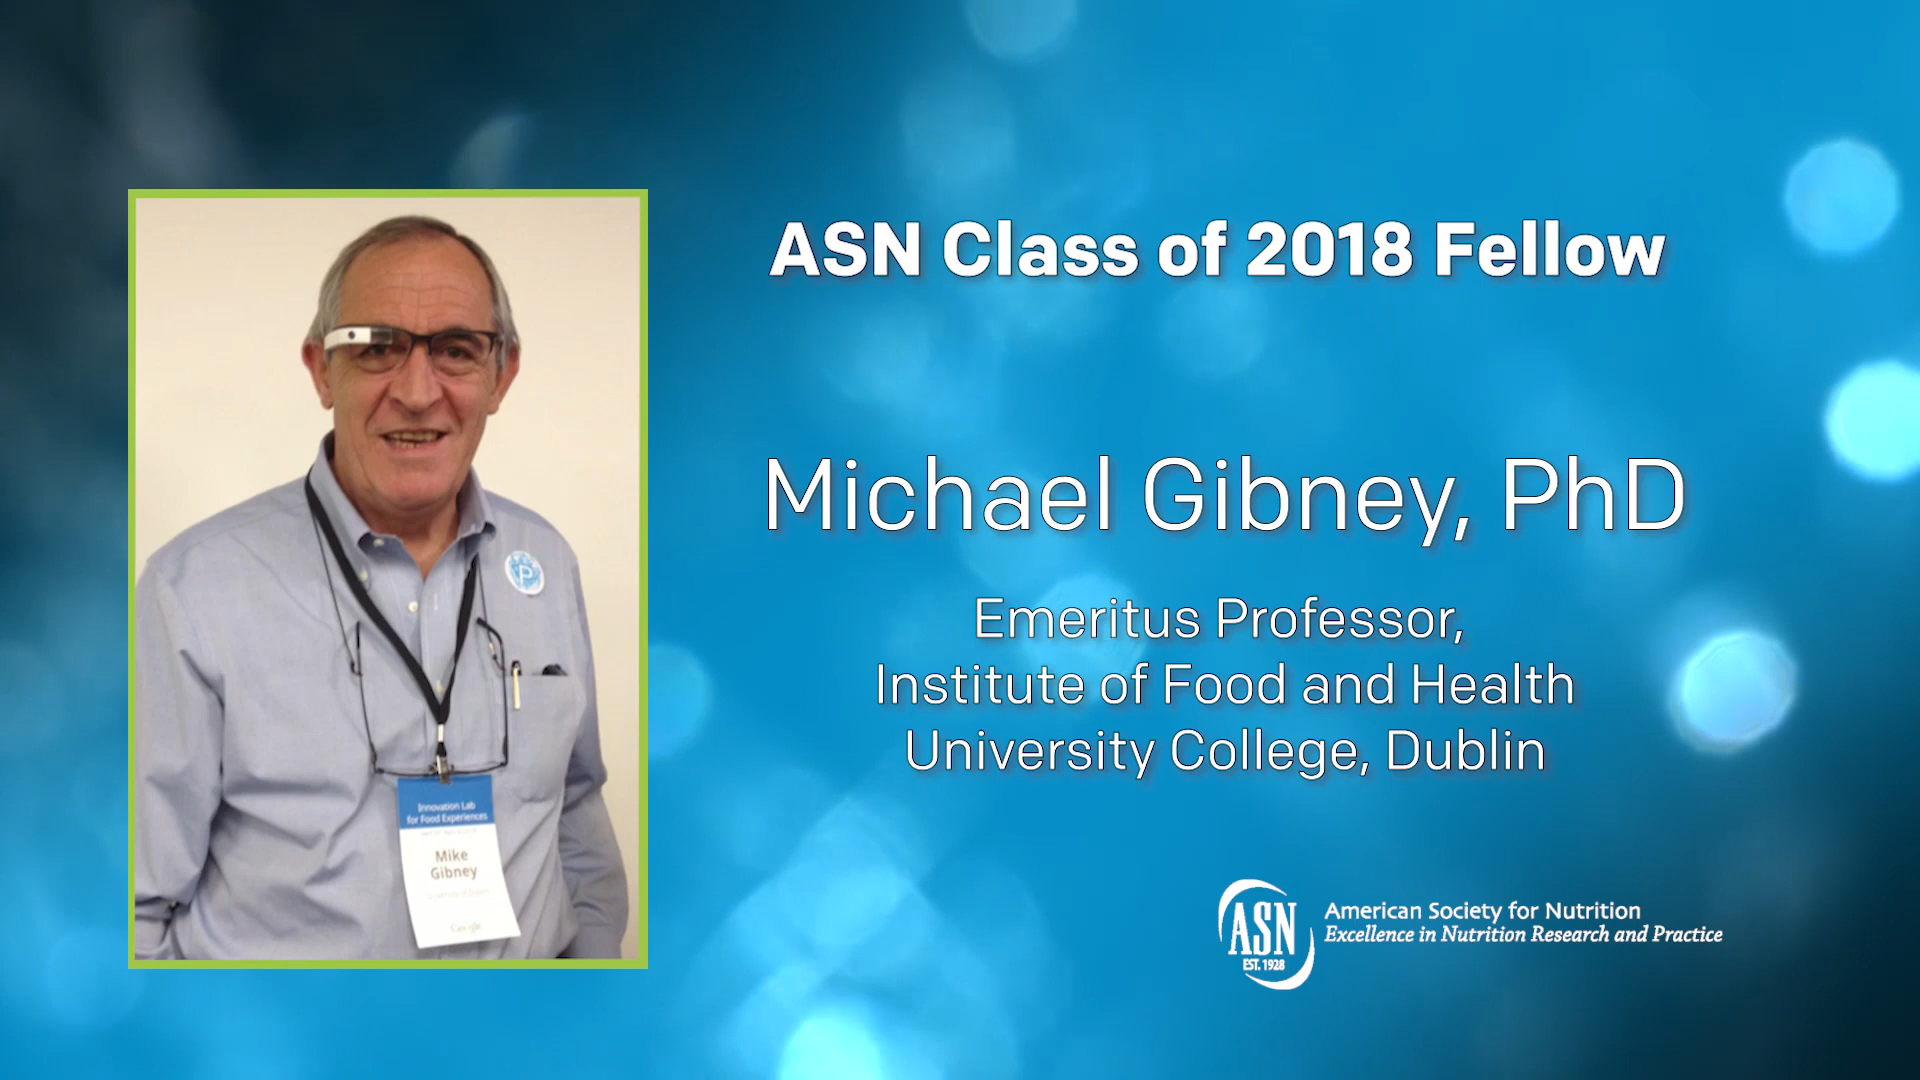 ASN Class of 2018 Fellow
Michael Gibney, PhD
Emeritus Professor,
Institute of Food and Health
University College, Dublin
P
Innovation Lab
for Food Experiences
Mike
Gibney
Google
ASN
EST. 1928
American Society for Nutrition
Excellence in Nutrition Research and Practice